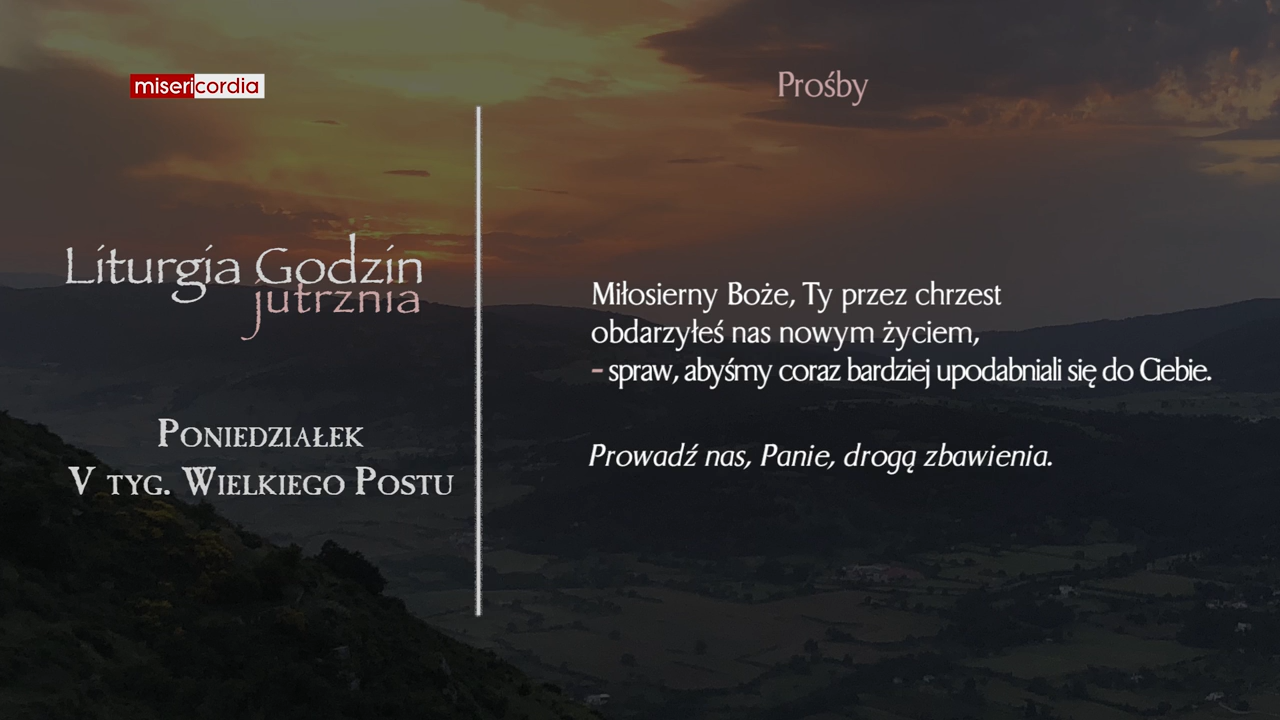 misericordia
Liturgia Godzin
jutrznia
Poniedziałek
V tyg. Wielkiego Postu
Prośby
Miłosierny Boże, Ty przez chrzest
obdarzyłeś nas nowym życiem,
- spraw, abyśmy coraz bardziej upodabniali się do Ciebie.
Prowadź nas, Panie, drogą zbawienia.